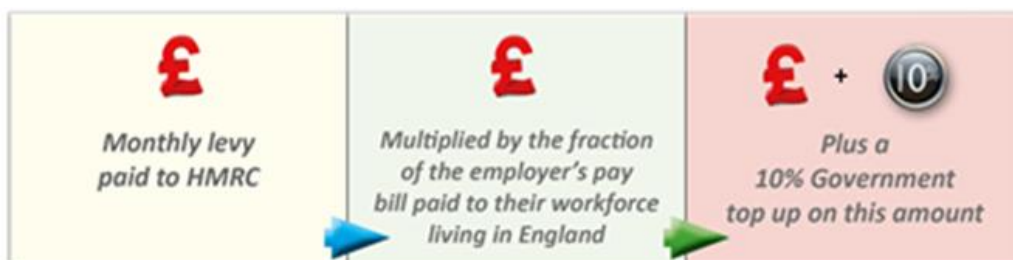 £
Monthly levy
paid to HMRC
£
Multiplied by the fraction
of the employer's pay
bill paid to their workforce
living in England
£ + 10
Plus a
10% Government
top up on this amount